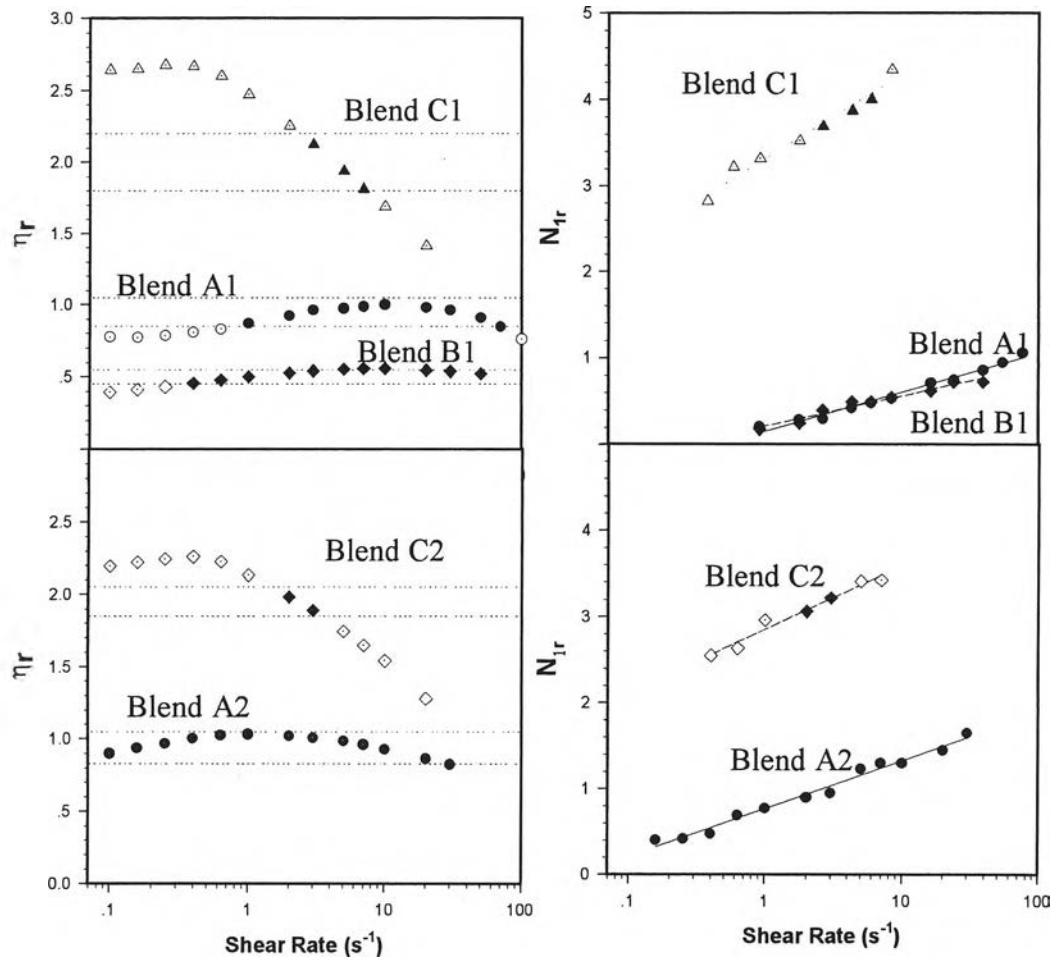 3.0
2.5
2.0
1.5
1.0
.5
ηr
Blend C1
Blend A1
Blend B1
5
4
3
2
1
N1r
Blend C1
Blend A1
Blend B1
2.5
2.0
1.5
1.0
.5
0.0
ηr
Blend C2
Blend A2
.1
1
10
100
Shear Rate (s-1)
4
3
2
1
0
N1r
Blend C2
Blend A2
.1
1
10
100
Shear Rate (s-1)